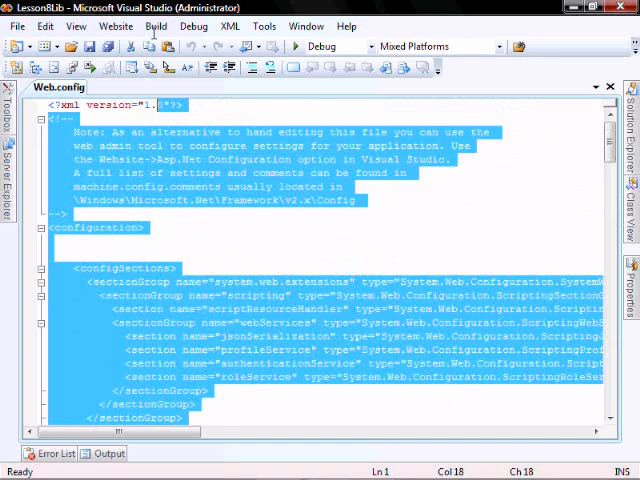 Lesson8Lib - Microsoft Visual Studio (Administrator)
File Edit View Website Build Debug XML Tools Window Help
Debug Mixed Platforms
Web.config
Toolbox
Server Explorer
Solution Explorer
Class View
Properties
<?xml version="1.0"?>
<!--
Note: As an alternative to hand editing this file you can use the
web admin tool to configure settings for your application. Use
the Website->Asp.Net Configuration option in Visual Studio.
A full list of settings and comments can be found in
machine.config.comments usually located in
\Windows\Microsoft.Net\Framework\v2.x\Config
-->
<configuration>
<configSections>
<sectionGroup name="system.web.extensions" type="System.Web.Configuration.SystemW
<sectionGroup name="scripting" type="System.Web.Configuration.ScriptingSectionG
<section name="scriptResourceHandler" type="System.Web.Configuration.Scriptin
<sectionGroup name="webServices" type="System.Web.Configuration.ScriptingWebS
<section name="jsonSerialization" type="System.Web.Configuration.ScriptingJ
<section name="profileService" type="System.Web.Configuration.ScriptingProf
<section name="authenticationService" type="System.Web.Configuration.Script
<section name="roleService" type="System.Web.Configuration.ScriptingRoleSer
</sectionGroup>
</sectionGroup>
</sectionGroup>
Error List Output
Ln 1 Col 18 Ch 18 INS